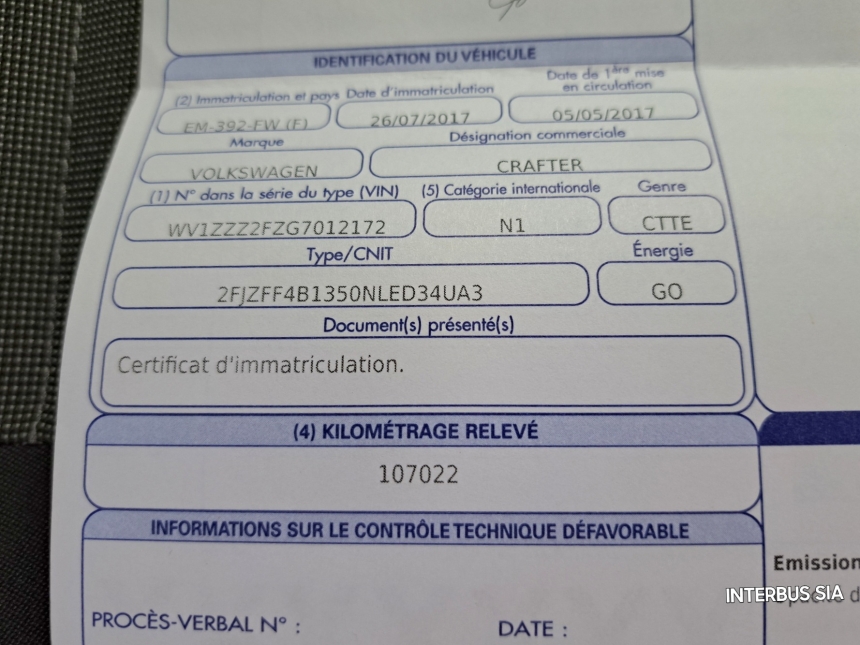 IDENTIFICATION DU VÉHICULE
(2) Immatriculation et pays Date d'immatriculation Date de 1ère mise en circulation
EM-392-FW (F) 26/07/2017 05/05/2017
Marque Désignation commerciale
VOLKSWAGEN CRAFTER
(1) N° dans la série du type (VIN) (5) Catégorie internationale Genre
WV1ZZZ2FZG7012172 N1 CTTE
Type/CNIT Énergie
2FJZFF4B1350NLED34UA3 GO
Document(s) présenté(s)
Certificat d'immatriculation.
(4) KILOMÉTRAGE RELEVÉ
107022
INFORMATIONS SUR LE CONTRÔLE TECHNIQUE DÉFAVORABLE
Emission
INTERBUS SIA
PROCÈS-VERBAL N° : DATE :